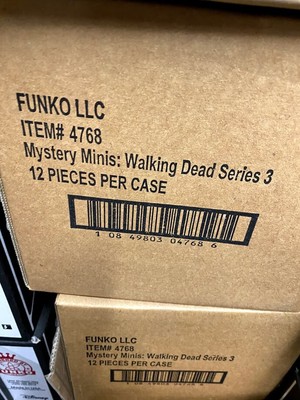 FUNKO LLC
ITEM# 4768
Mystery Minis: Walking Dead Series 3
12 PIECES PER CASE
1 08 49803 04768 6
FUNKO LLC
ITEM# 4768
Mystery Minis: Walking Dead Series 3
12 PIECES PER CASE
Disney